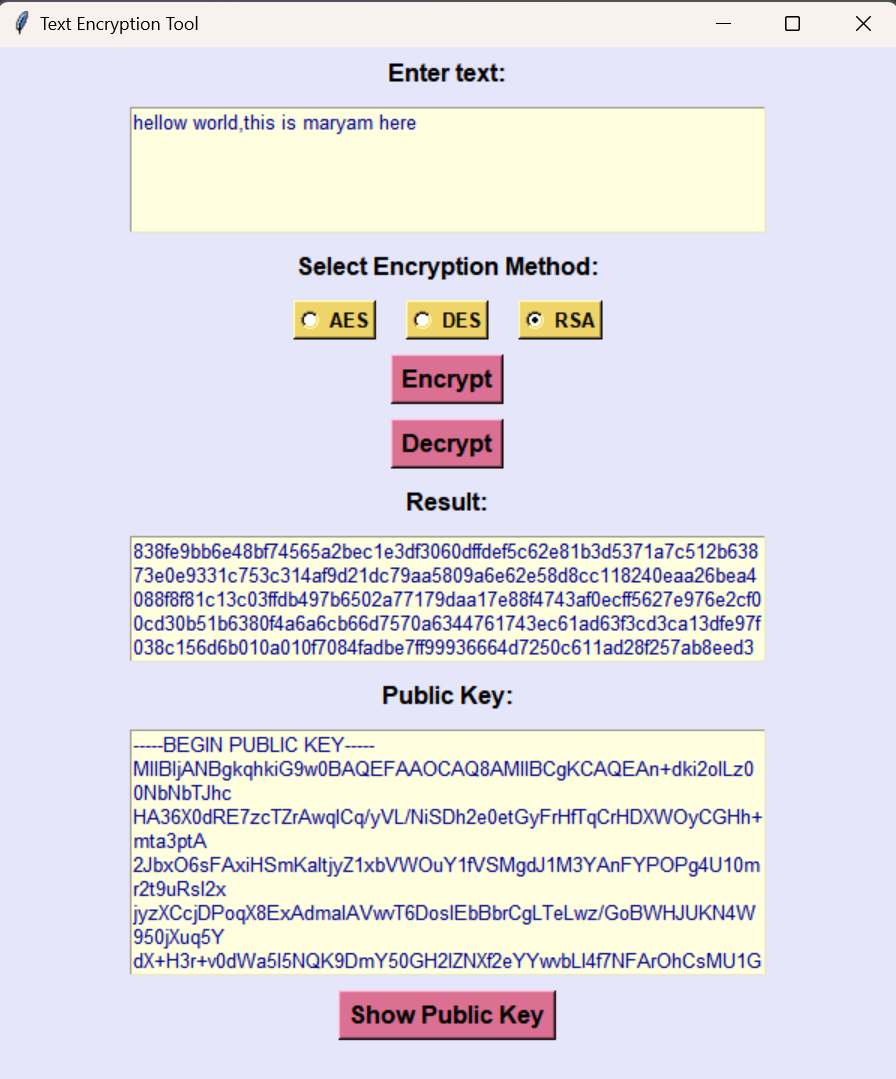 Text Encryption Tool
Enter text:
hellow world,this is maryam here
Select Encryption Method:
AES DES RSA
Encrypt
Decrypt
Result:
838fe9bb6e48bf74565a2bec1e3df3060dffdef5c62e81b3d5371a7c512b638
73e0e9331c753c314af9d21dc79aa5809a6e62e58d8cc118240eaa26bea4
088f8f81c13c03ffdb497b6502a77179daa17e88f4743af0ecff5627e976e2cf0
0cd30b51b6380f4a6a6cb66d7570a6344761743ec61ad63f3cd3ca13dfe97f
038c156d6b010a010f7084fadbe7ff99936664d7250c611ad28f257ab8eed3
Public Key:
-----BEGIN PUBLIC KEY-----
MIIBIjANBgkqhkiG9w0BAQEFAAOCAQ8AMIIBCgKCAQEAn+dki2olLz0
0NbNbTJhc
HA36X0dRE7zcTZrAwqlCq/yVL/NiSDh2e0etGyFrHfTqCrHDXWOyCGHh+
mta3ptA
2JbxO6sFAxiHSmKaltjyZ1xbVWOuY1fVSMgdJ1M3YAnFYPOPg4U10m
r2t9uRsl2x
jyzXCcjDPoqX8ExAdmalAVwvT6DosIEbBbrCgLTeLwz/GoBWHJUKN4W
950jXuq5Y
dX+H3r+v0dWa5I5NQK9DmY50GH2lZNXf2eYYwvbLl4f7NFArOhCsMU1G
Show Public Key